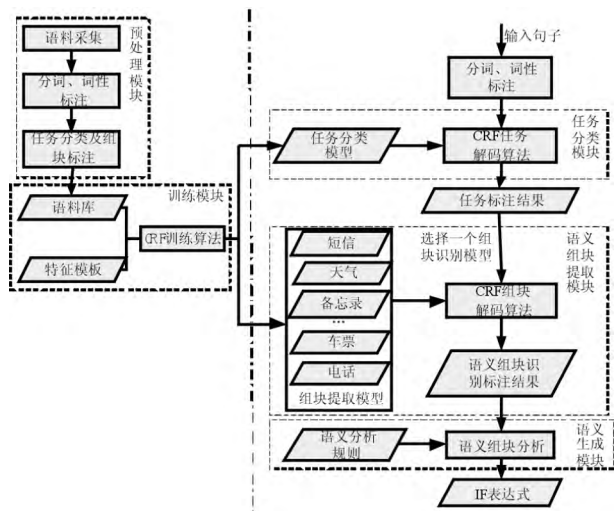 语料采集
分词、词性
标注
任务分类及组
块标注
预处理模块
语料库
特征模板
CRF训练算法
训练模块
输入句子
分词、词性
标注
任务分类
模型
CRF任务
解码算法
任务
分类
模块
任务标注结果
短信
天气
备忘录
...
车票
电话
组块提取模型
选择一个组
块识别模型
CRF组块
解码算法
语义
组块
提取
模块
语义组块识
别标注结果
语义分析
规则
语义组块分析
语义
生成
模块
IF表达式